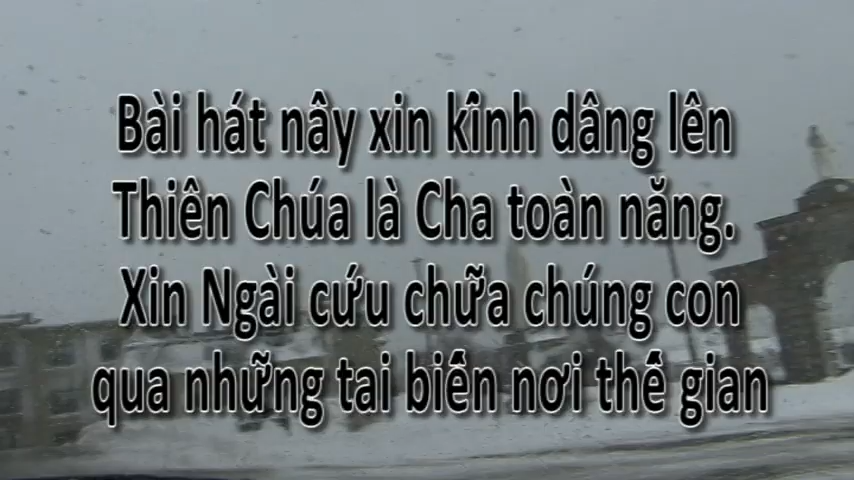 Bài hát nây xin kính dâng lên
Thiên Chúa là Cha toàn năng.
Xin Ngài cứu chữa chúng con
qua những tai biến nơi thế gian